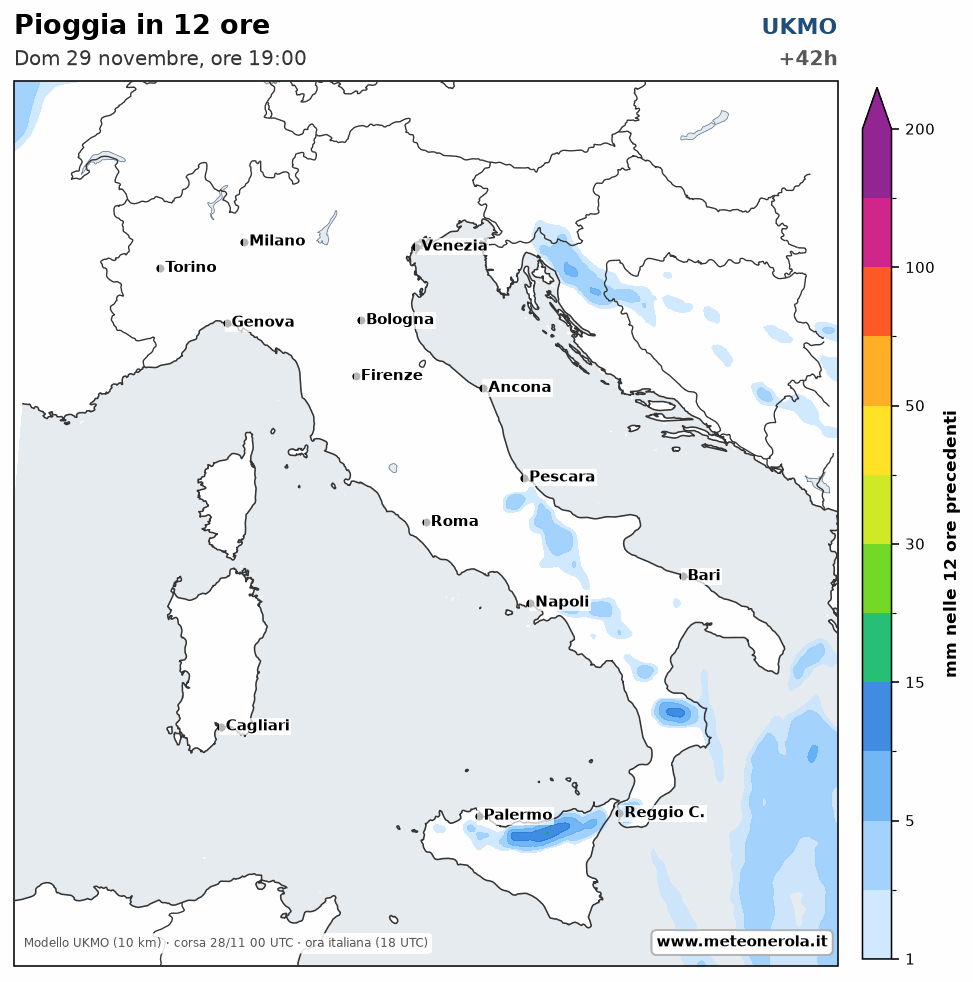 Pioggia in 12 ore
UKMO
Dom 29 novembre, ore 19:00
+42h
200
100
50
30
15
5
1
mm nelle 12 ore precedenti
Milano
Venezia
Torino
Genova
Bologna
Firenze
Ancona
Pescara
Roma
Bari
Napoli
Cagliari
Palermo
Reggio C.
Modello UKMO (10 km) · corsa 28/11 00 UTC · ora italiana (18 UTC)
www.meteonerola.it